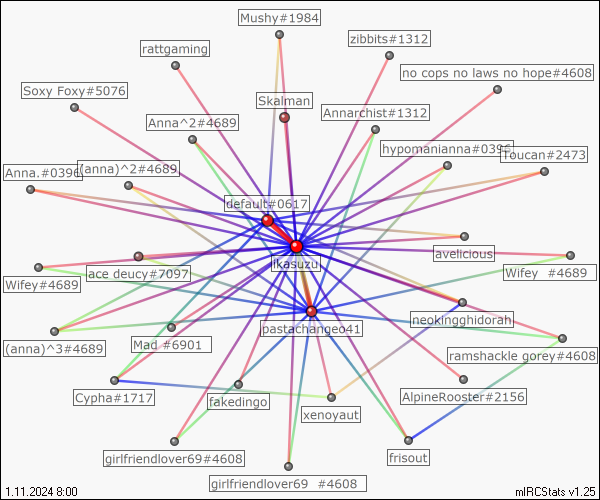 Mushy#1984
zibbits#1312
rattgaming
no cops no laws no hope#4608
Soxy Foxy#5076
Skalman
Annarchist#1312
Anna^2#4689
hypomanianna#0396
Toucan#2473
Anna.#0396
(anna)^2#4689
default#0617
avelicious
ikasuzu
Wifey#4689
ace deucy#7097
Wifey  #4689
neokingghidorah
pastachangeo41
(anna)^3#4689
Mad #6901
ramshackle gorey#4608
Cypha#1717
fakedingo
AlpineRooster#2156
xenoyaut
girlfriendlover69#4608
frisout
girlfriendlover69  #4608
1.11.2024 8:00
mIRCStats v1.25